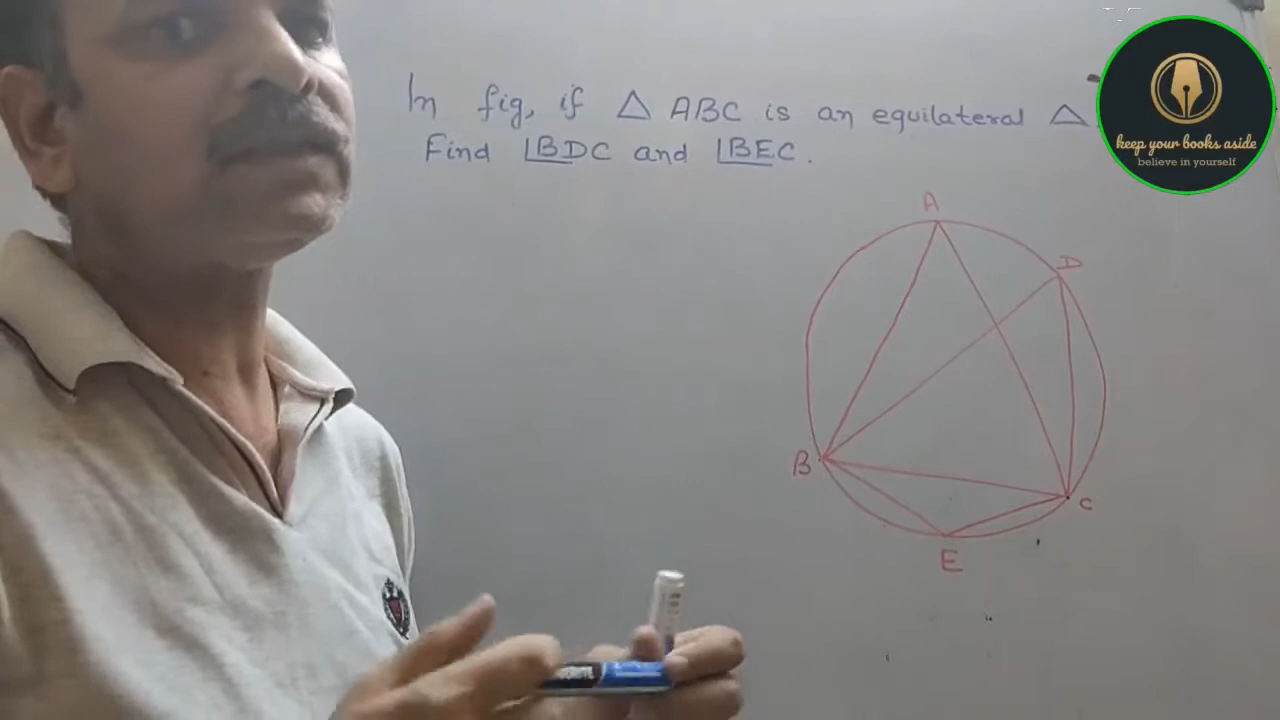 In fig, if △ ABC is an equilateral △
Find ∠BDC and ∠BEC.
keep your books aside
believe in yourself
A
D
B
C
E